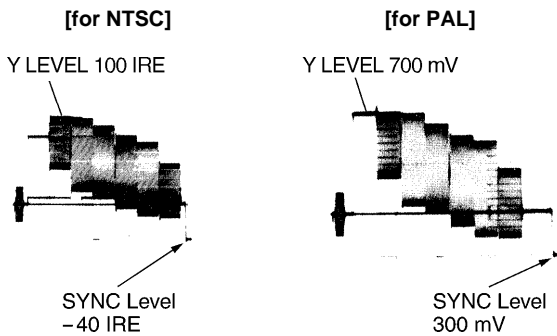 [for NTSC]
Y LEVEL 100 IRE
SYNC Level
–40 IRE
[for PAL]
Y LEVEL 700 mV
SYNC Level
300 mV